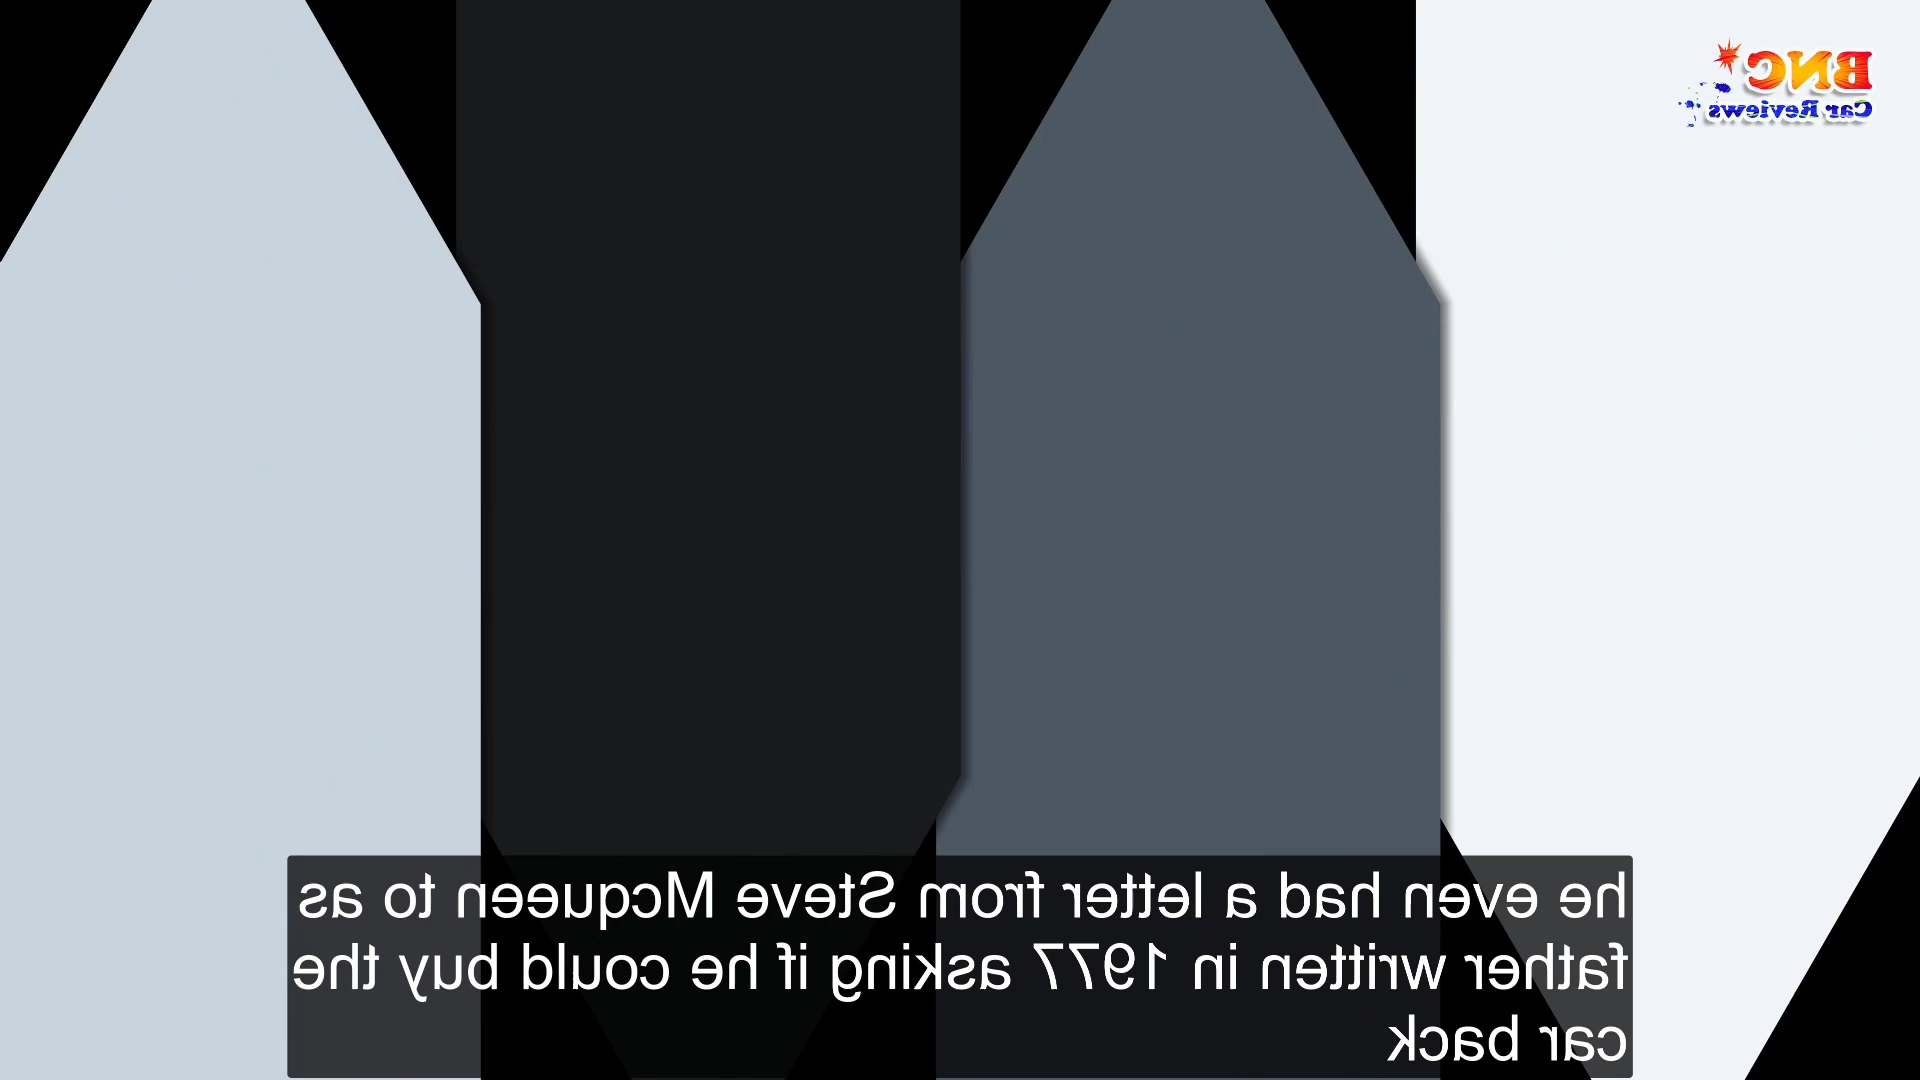 BNC
Car Reviews
he even had a letter from Steve Mcqueen to as
father written in 1977 asking if he could buy the
car back